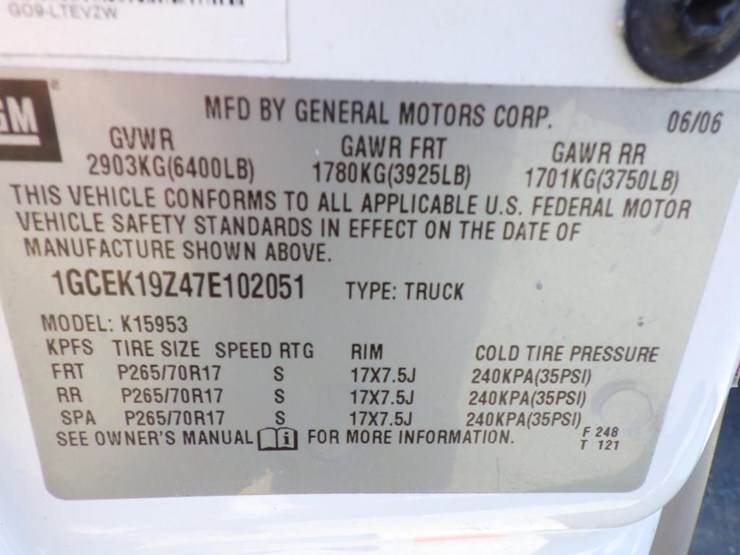 GO9-LTEVZW
GM
MFD BY GENERAL MOTORS CORP. 06/06
GVWR GAWR FRT GAWR RR
2903KG(6400LB) 1780KG(3925LB) 1701KG(3750LB)
THIS VEHICLE CONFORMS TO ALL APPLICABLE U.S. FEDERAL MOTOR
VEHICLE SAFETY STANDARDS IN EFFECT ON THE DATE OF
MANUFACTURE SHOWN ABOVE.
1GCEK19Z47E102051 TYPE: TRUCK
MODEL: K15953
KPFS TIRE SIZE SPEED RTG RIM COLD TIRE PRESSURE
FRT P265/70R17 S 17X7.5J 240KPA(35PSI)
RR P265/70R17 S 17X7.5J 240KPA(35PSI)
SPA P265/70R17 S 17X7.5J 240KPA(35PSI)
SEE OWNER'S MANUAL i FOR MORE INFORMATION. F 248
T 121